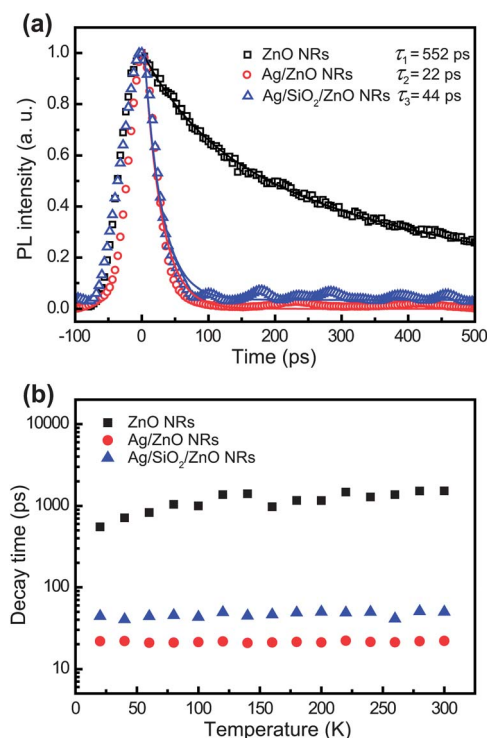 (a)
1.0
0.8
0.6
0.4
0.2
0.0
PL intensity (a. u.)
ZnO NRs τ₁ = 552 ps
Ag/ZnO NRs τ₂ = 22 ps
Ag/SiO₂/ZnO NRs τ₃ = 44 ps
-100 0 100 200 300 400 500
Time (ps)
(b)
10000
1000
100
10
Decay time (ps)
ZnO NRs
Ag/ZnO NRs
Ag/SiO₂/ZnO NRs
0 50 100 150 200 250 300
Temperature (K)